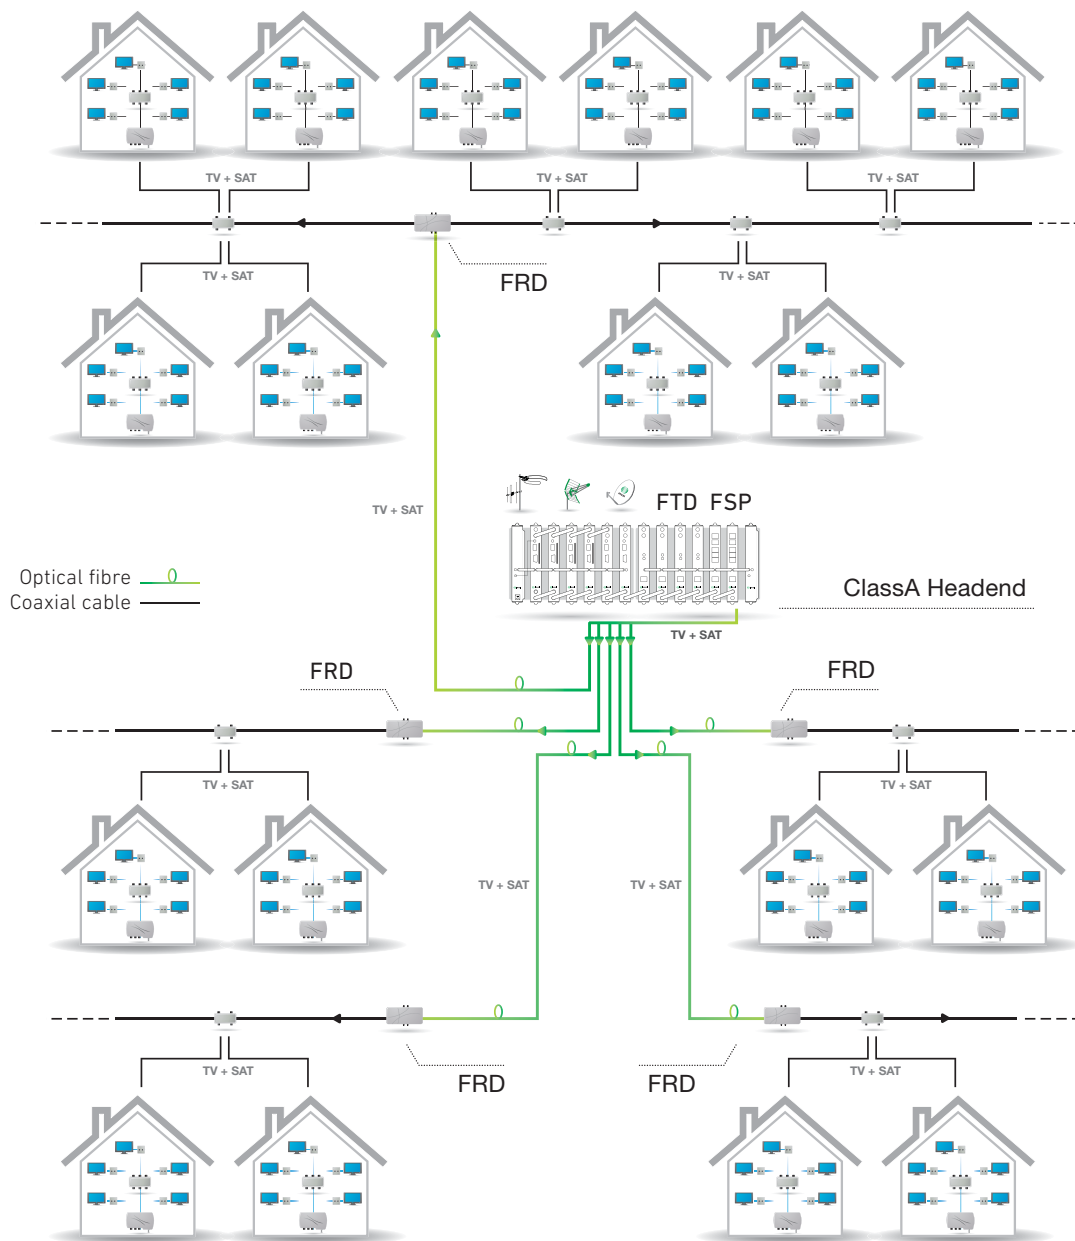 TV + SAT
TV + SAT
TV + SAT
TV + SAT
TV + SAT
FRD
FTD FSP
TV + SAT
Optical fibre
Coaxial cable
ClassA Headend
TV + SAT
FRD
FRD
TV + SAT
TV + SAT
TV + SAT
TV + SAT
FRD
FRD
TV + SAT
TV + SAT